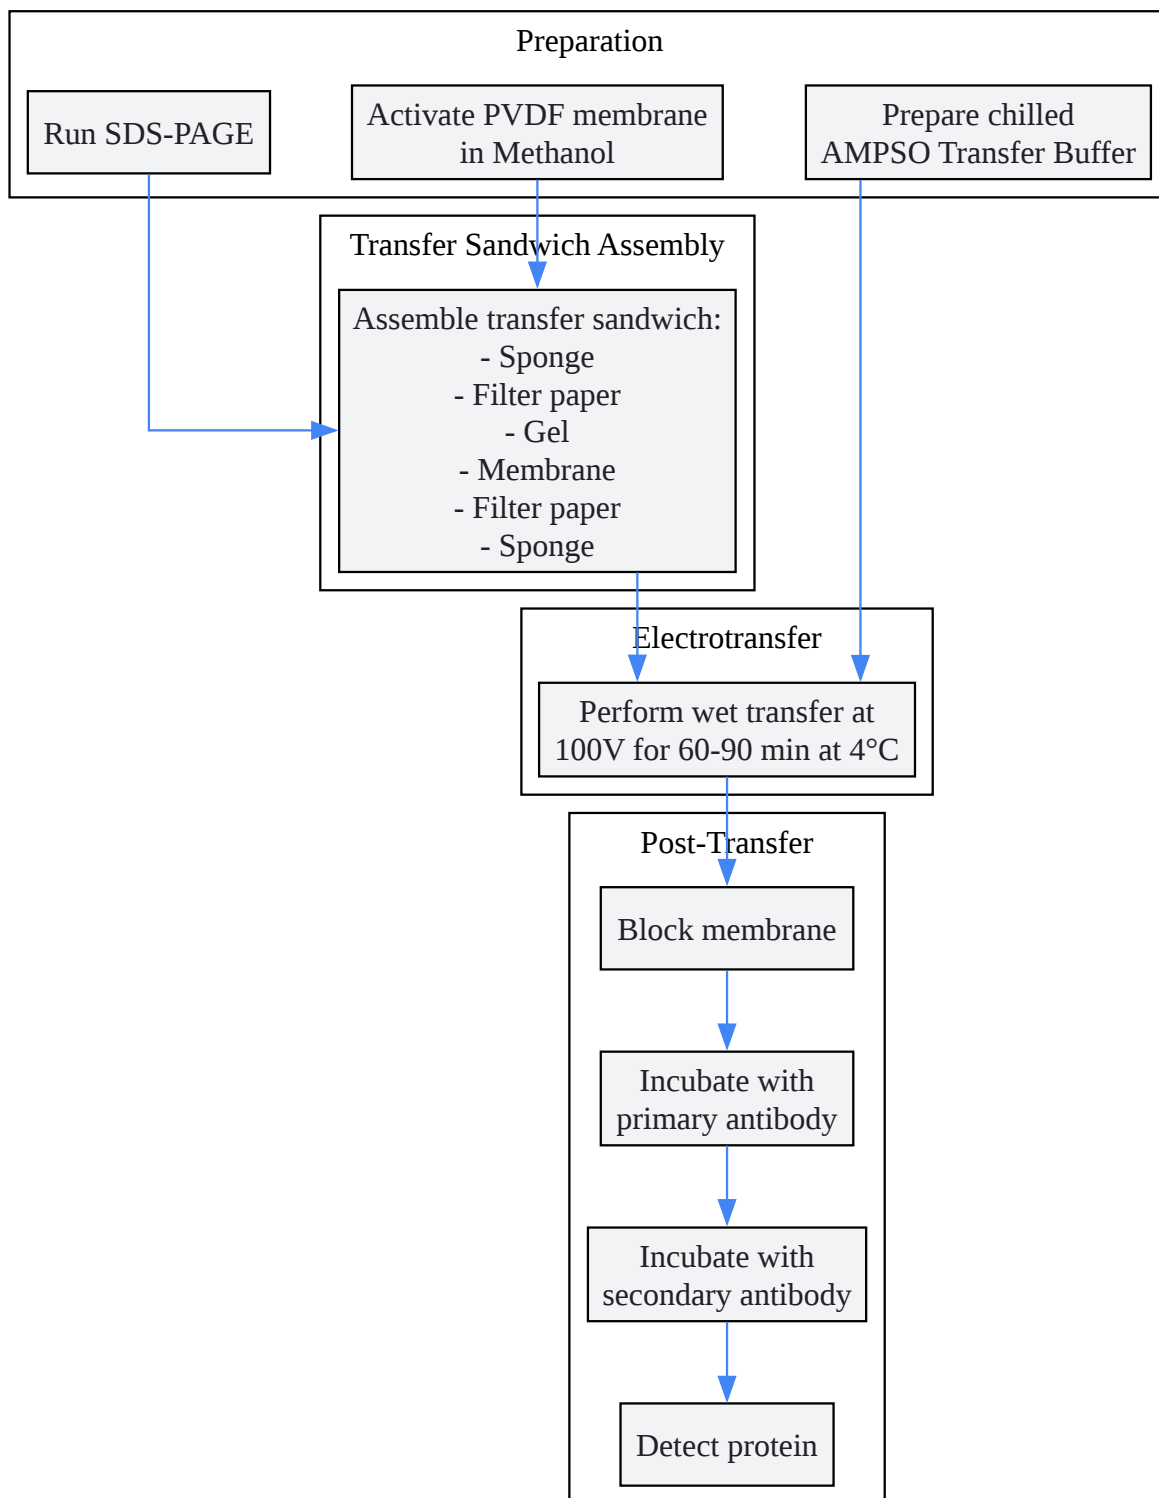 Preparation
Run SDS-PAGE
Activate PVDF membrane
in Methanol
Prepare chilled
AMPSO Transfer Buffer
Transfer Sandwich Assembly
Assemble transfer sandwich:
- Sponge
- Filter paper
- Gel
- Membrane
- Filter paper
- Sponge
Electrotransfer
Perform wet transfer at
100V for 60-90 min at 4°C
Post-Transfer
Block membrane
Incubate with
primary antibody
Incubate with
secondary antibody
Detect protein